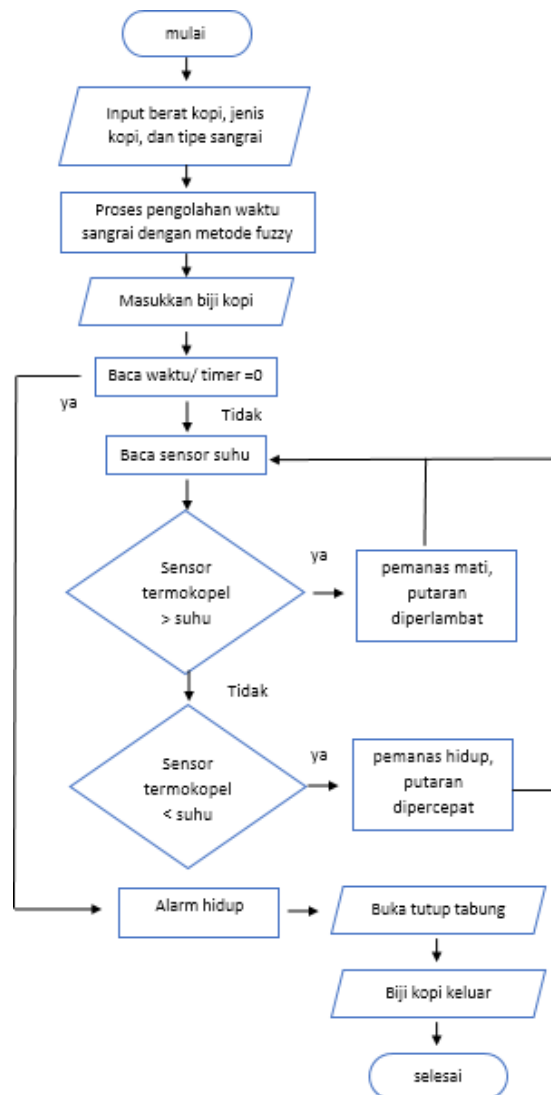 mulai
Input berat kopi, jenis
kopi, dan tipe sangrai
Proses pengolahan waktu
sangrai dengan metode fuzzy
Masukkan biji kopi
Baca waktu/ timer =0
ya
Tidak
Baca sensor suhu
Sensor
termokopel
> suhu
ya
pemanas mati,
putaran
diperlambat
Tidak
Sensor
termokopel
< suhu
ya
pemanas hidup,
putaran
dipercepat
Alarm hidup
Buka tutup tabung
Biji kopi keluar
selesai